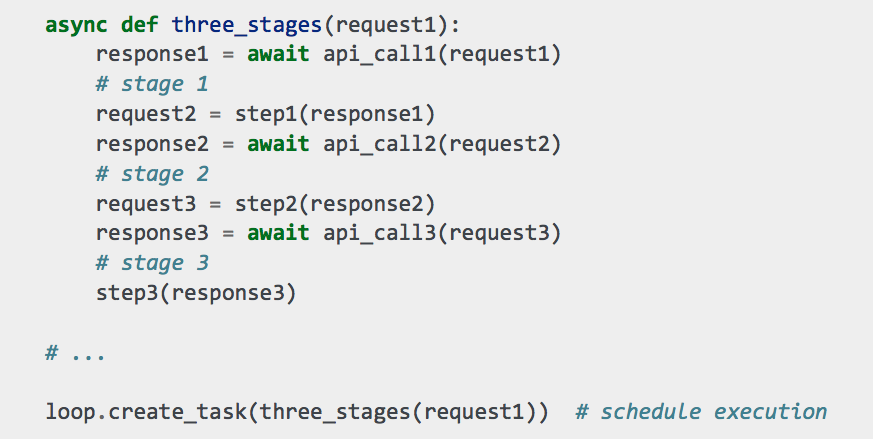 async def three_stages(request1):
    response1 = await api_call1(request1)
    # stage 1
    request2 = step1(response1)
    response2 = await api_call2(request2)
    # stage 2
    request3 = step2(response2)
    response3 = await api_call3(request3)
    # stage 3
    step3(response3)

# ...

loop.create_task(three_stages(request1))  # schedule execution